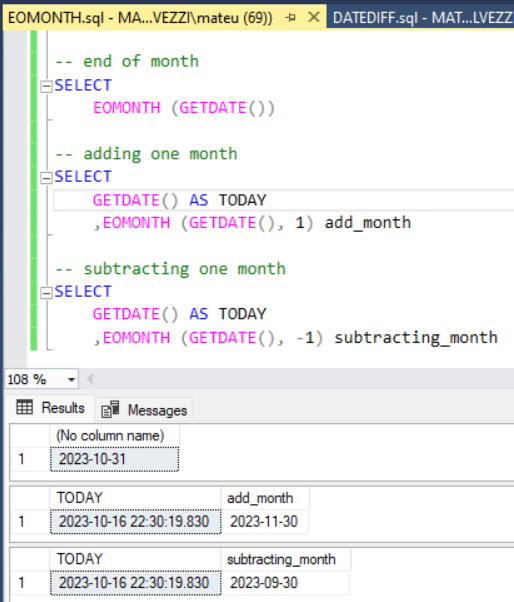 EOMONTH.sql - MA...VEZZI\mateu (69)) DATEDIFF.sql - MAT...LVEZZ
-- end of month
SELECT
EOMONTH (GETDATE())
-- adding one month
SELECT
GETDATE() AS TODAY
,EOMONTH (GETDATE(), 1) add_month
-- subtracting one month
SELECT
GETDATE() AS TODAY
,EOMONTH (GETDATE(), -1) subtracting_month
108 %
Results Messages
(No column name)
1 2023-10-31
TODAY add_month
1 2023-10-16 22:30:19.830 2023-11-30
TODAY subtracting_month
1 2023-10-16 22:30:19.830 2023-09-30